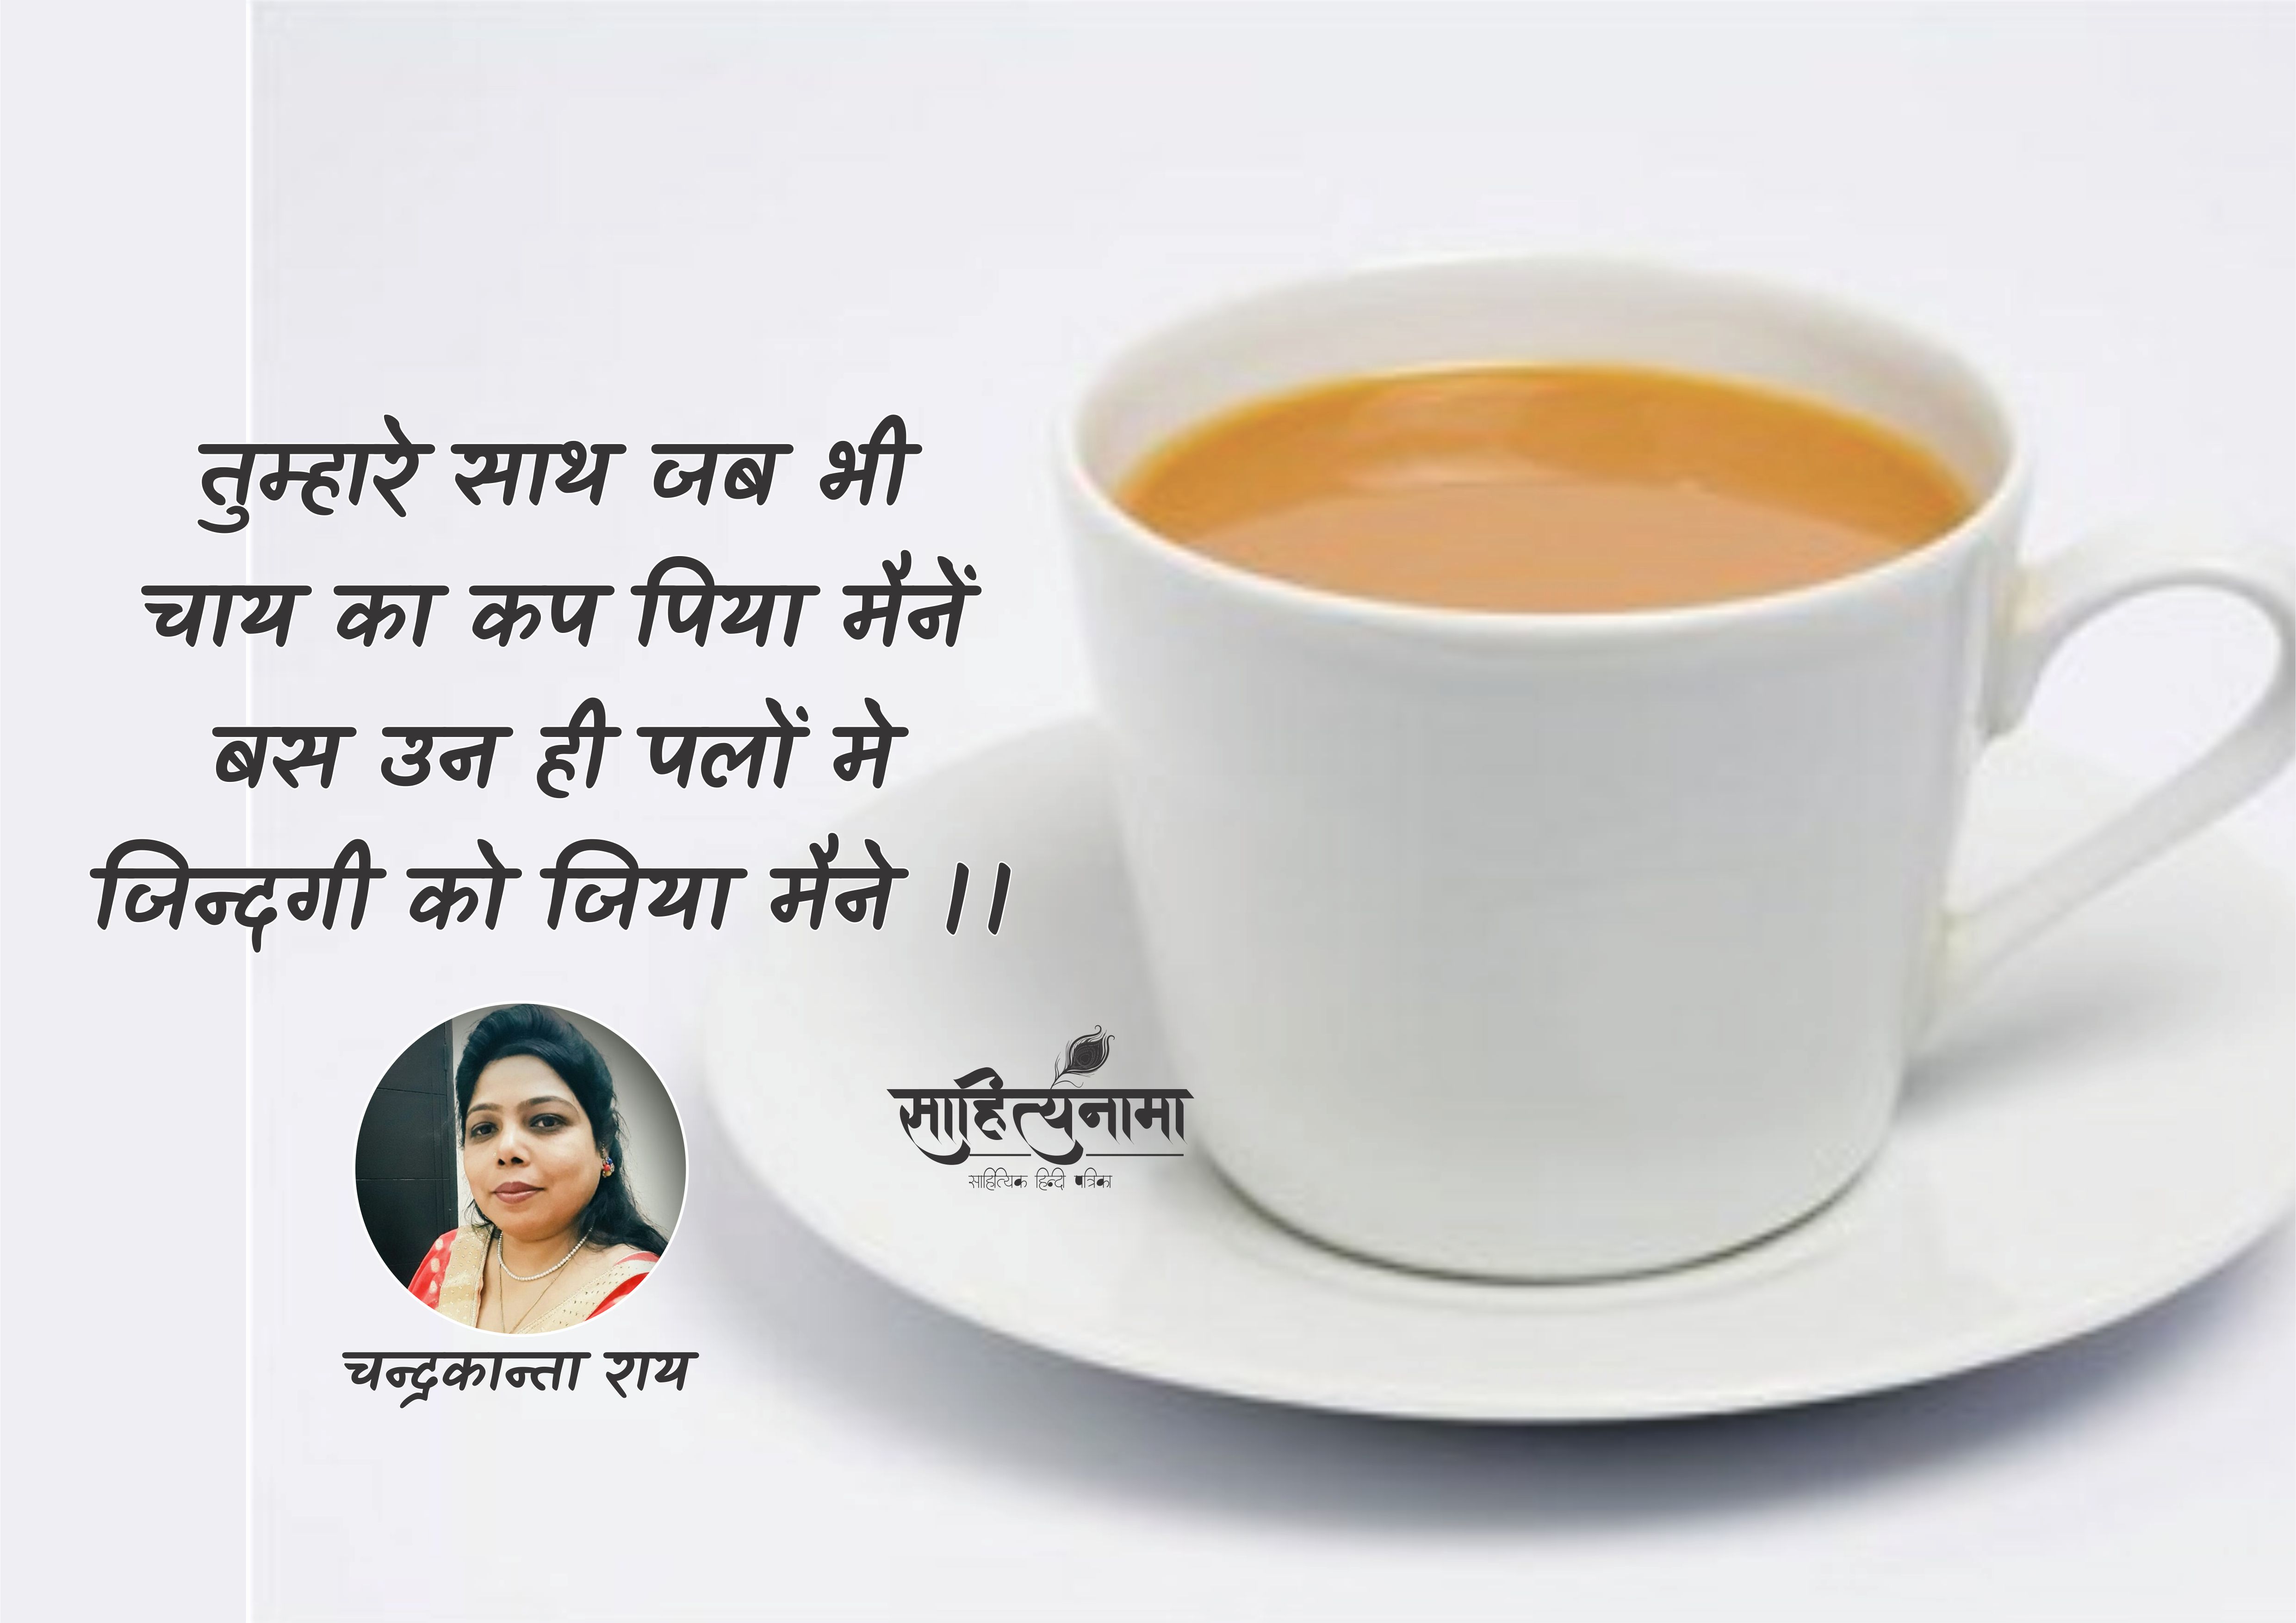 तुम्हारे साथ जब भी
चाय का कप पिया मैनें
बस उन ही पलों मे
जिन्दगी को जिया मैने ।।
साहित्यनामा
साहित्यिक हिन्दी पत्रिका
चन्द्रकान्ता राय